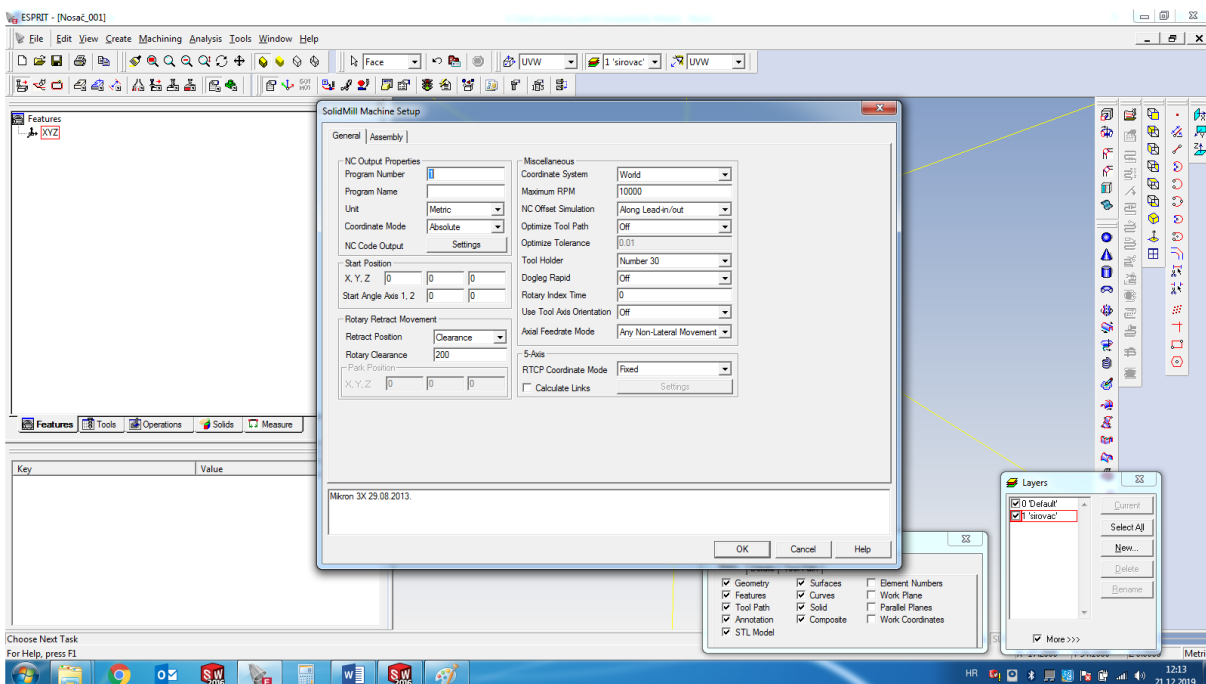 ESPRIT - [Nosač_001]
File Edit View Create Machining Analysis Tools Window Help
Face UVW 1 'sirovac' UVW
Features
XYZ
SolidMill Machine Setup
General Assembly
NC Output Properties
Program Number 1
Program Name
Unit Metric
Coordinate Mode Absolute
NC Code Output Settings
Start Position
X, Y, Z 0 0 0
Start Angle Axis 1, 2 0 0
Rotary Retract Movement
Retract Position Clearance
Rotary Clearance 200
Park Position
X, Y, Z 0 0 0
Miscellaneous
Coordinate System World
Maximum RPM 10000
NC Offset Simulation Along Lead-in/out
Optimize Tool Path Off
Optimize Tolerance 0.01
Tool Holder Number 30
Dogleg Rapid Off
Rotary Index Time 0
Use Tool Axis Orientation Off
Axial Feedrate Mode Any Non-Lateral Movement
5-Axis
RTCP Coordinate Mode Fixed
Calculate Links Settings
Mikron 3X 29.08.2013.
OK Cancel Help
Features Tools Operations Solids Measure
Key Value
Geometry Surfaces Element Numbers
Features Curves Work Plane
Tool Path Solid Parallel Planes
Annotation Composite Work Coordinates
STL Model
Layers
0 'Default'
1 'sirovac'
Current
Select All
New...
Delete
Rename
More >>>
Choose Next Task
For Help, press F1
Metri
HR
12:13
21.12.2019